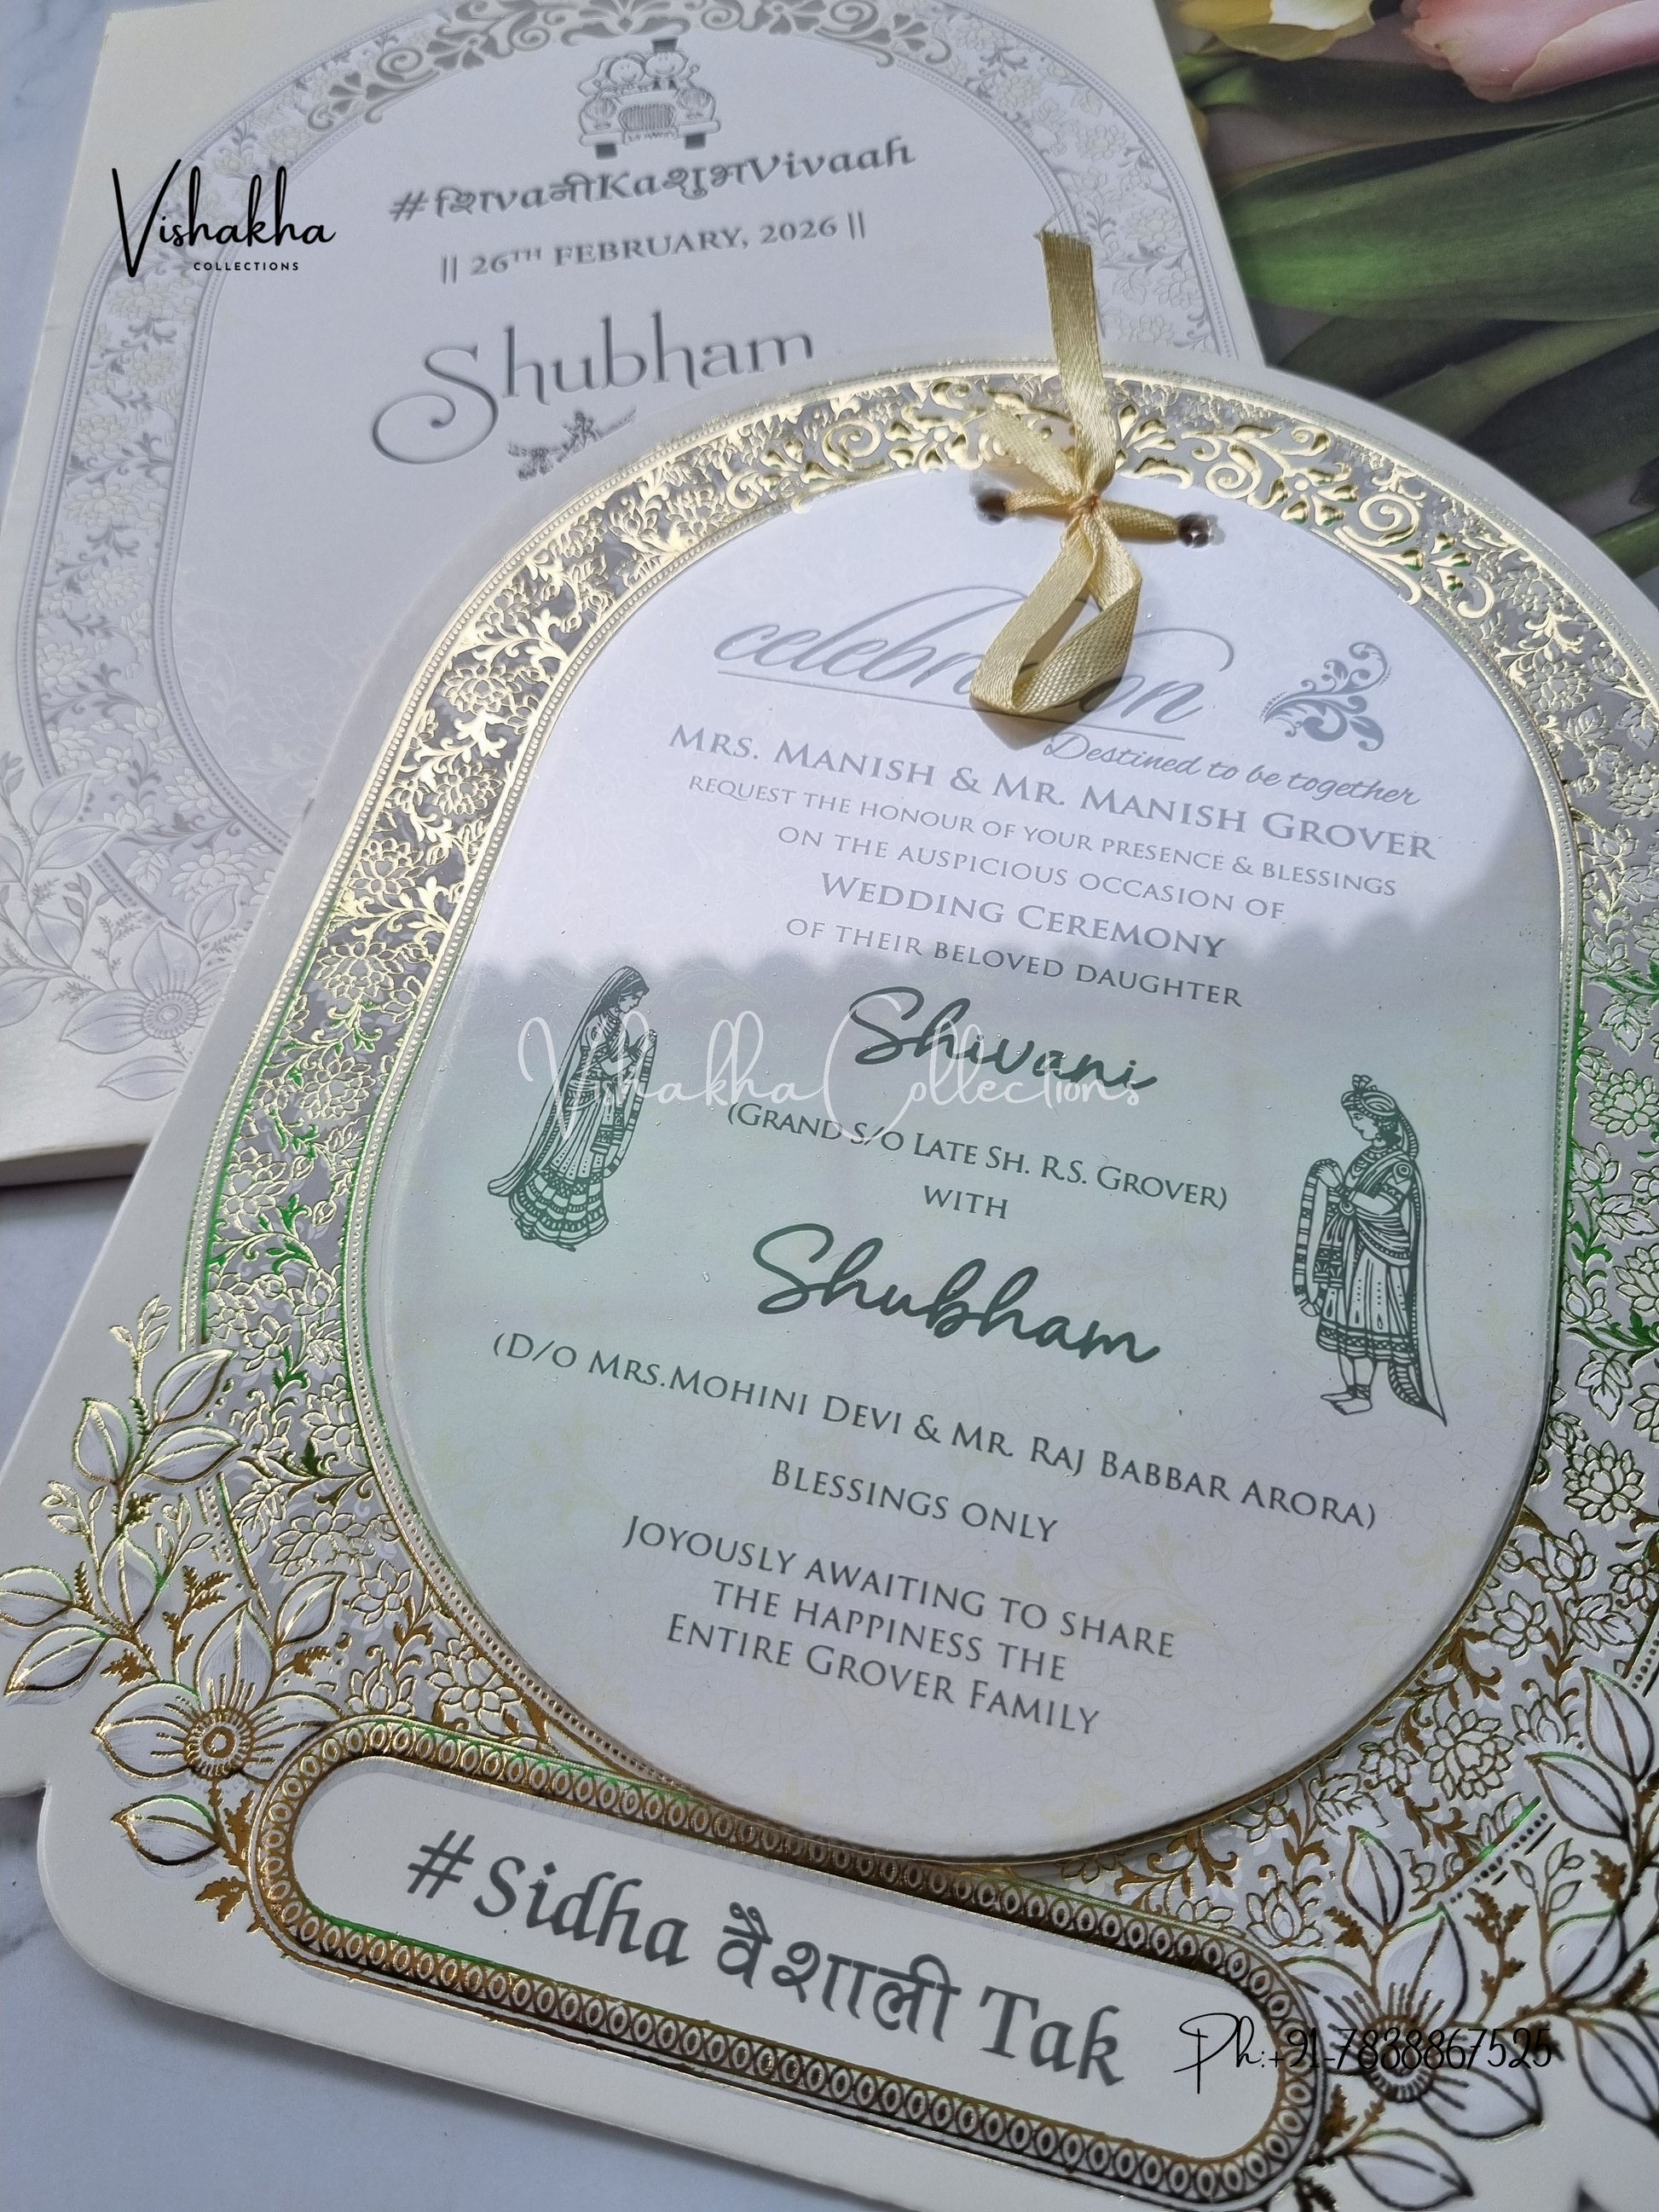 Vishakha
COLLECTIONS
#शिvaनीKaशुभVivaah
|| 26TH FEBRUARY, 2026 ||
Shubham
Destined to be together
MRS. MANISH & MR. MANISH GROVER
REQUEST THE HONOUR OF YOUR PRESENCE & BLESSINGS
ON THE AUSPICIOUS OCCASION OF
WEDDING CEREMONY
OF THEIR BELOVED DAUGHTER
Shivani
Vishakha Collections
(GRAND S/O LATE SH. R.S. GROVER)
WITH
Shubham
(D/O MRS.MOHINI DEVI & MR. RAJ BABBAR ARORA)
BLESSINGS ONLY
JOYOUSLY AWAITING TO SHARE
THE HAPPINESS THE
ENTIRE GROVER FAMILY
#Sidha वैशाली Tak
Ph:+91-7838867525